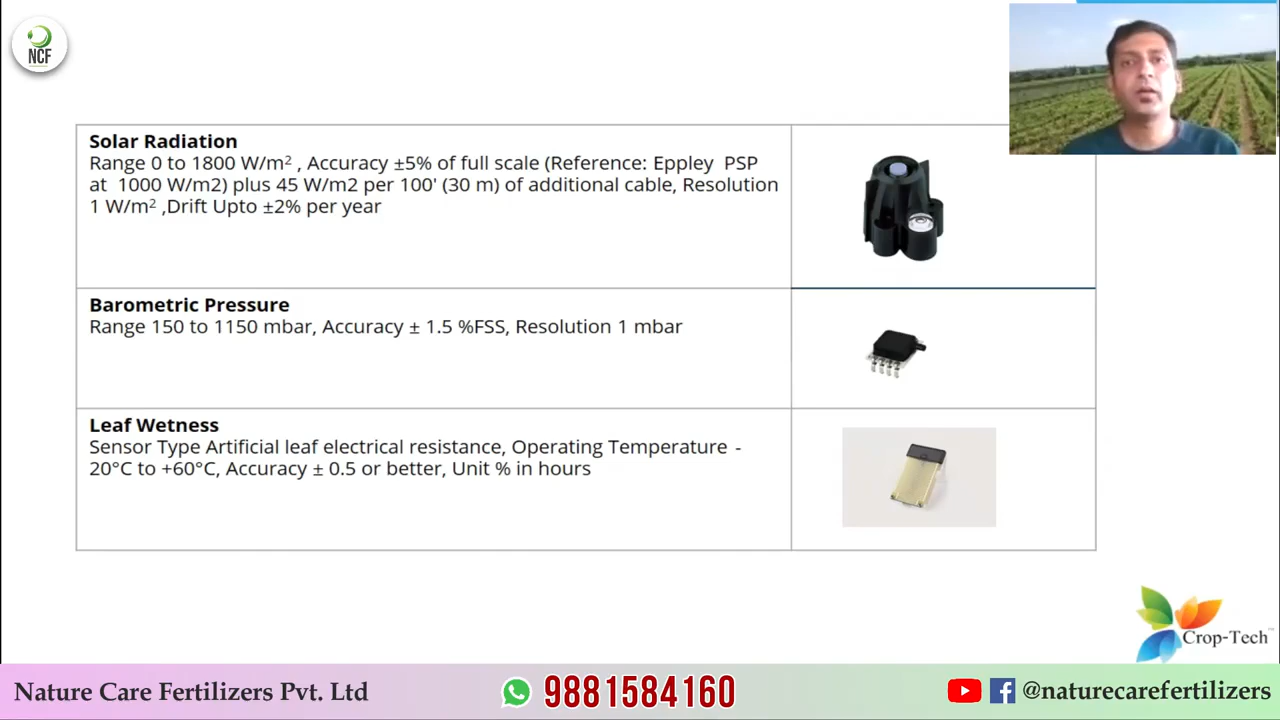 NCF
Solar Radiation
Range 0 to 1800 W/m² , Accuracy ±5% of full scale (Reference: Eppley PSP
at 1000 W/m2) plus 45 W/m2 per 100' (30 m) of additional cable, Resolution
1 W/m² ,Drift Upto ±2% per year
Barometric Pressure
Range 150 to 1150 mbar, Accuracy ± 1.5 %FSS, Resolution 1 mbar
Leaf Wetness
Sensor Type Artificial leaf electrical resistance, Operating Temperature -
20°C to +60°C, Accuracy ± 0.5 or better, Unit % in hours
Crop-Tech™
Nature Care Fertilizers Pvt. Ltd
9881584160
@naturecarefertilizers